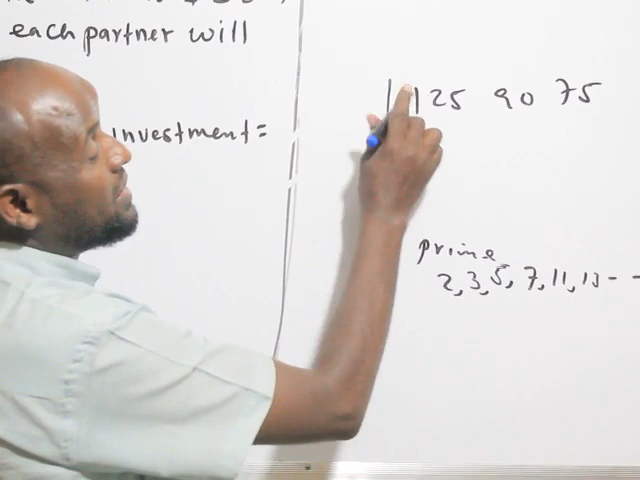 each partner will
investment =
125 90 75
prime
2, 3, 5, 7, 11, 13 - -